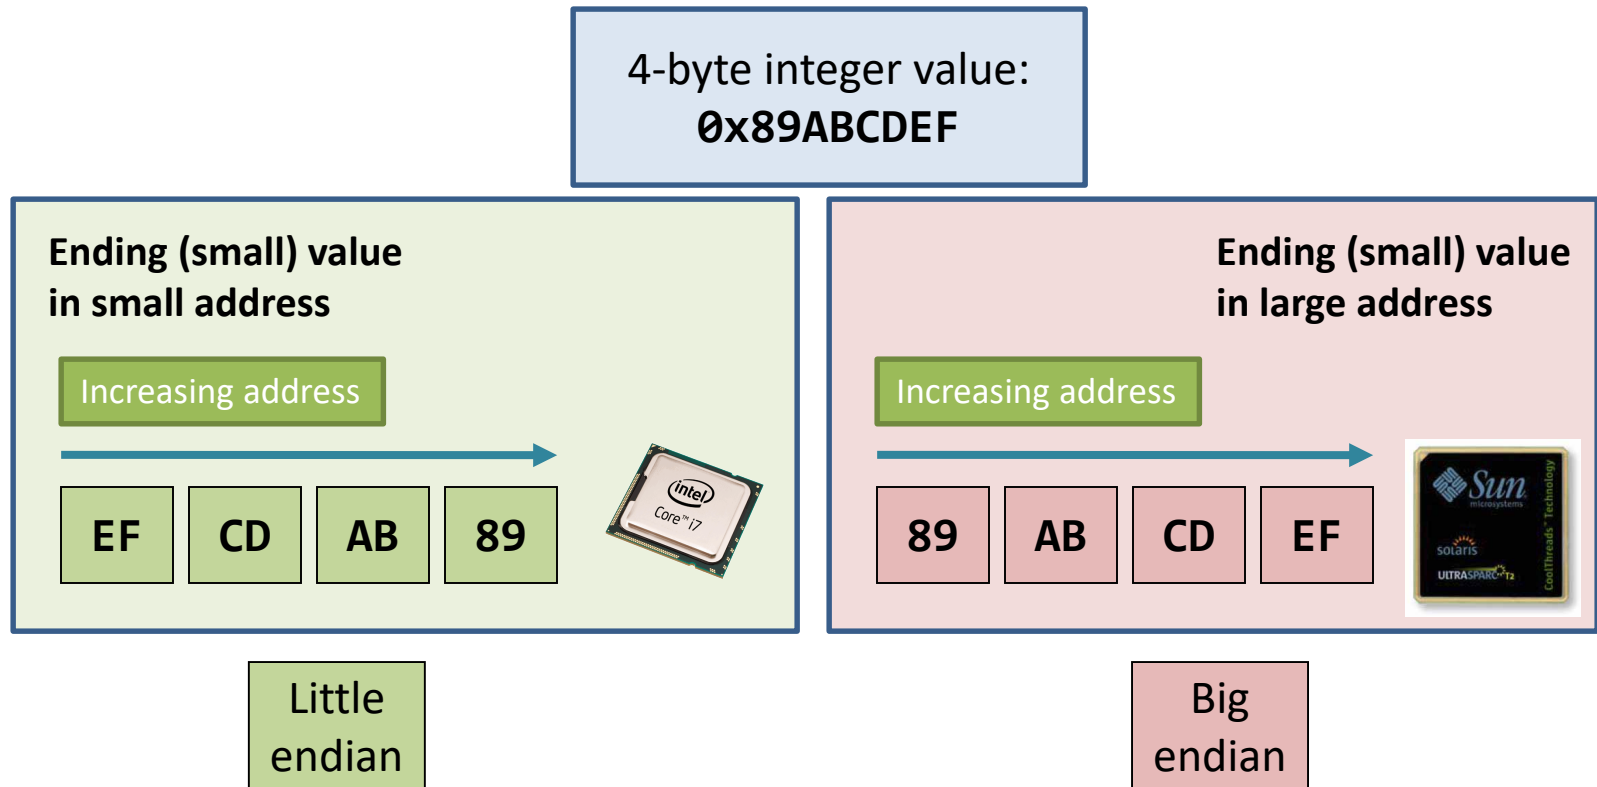 4-byte integer value:
0x89ABCDEF
Ending (small) value
in small address
Increasing address
EF CD AB 89
intel
Core™ i7
Little
endian
Ending (small) value
in large address
Increasing address
89 AB CD EF
Sun
microsystems
solaris
ULTRASPARC T2
CoolThreads™ Technology
Big
endian